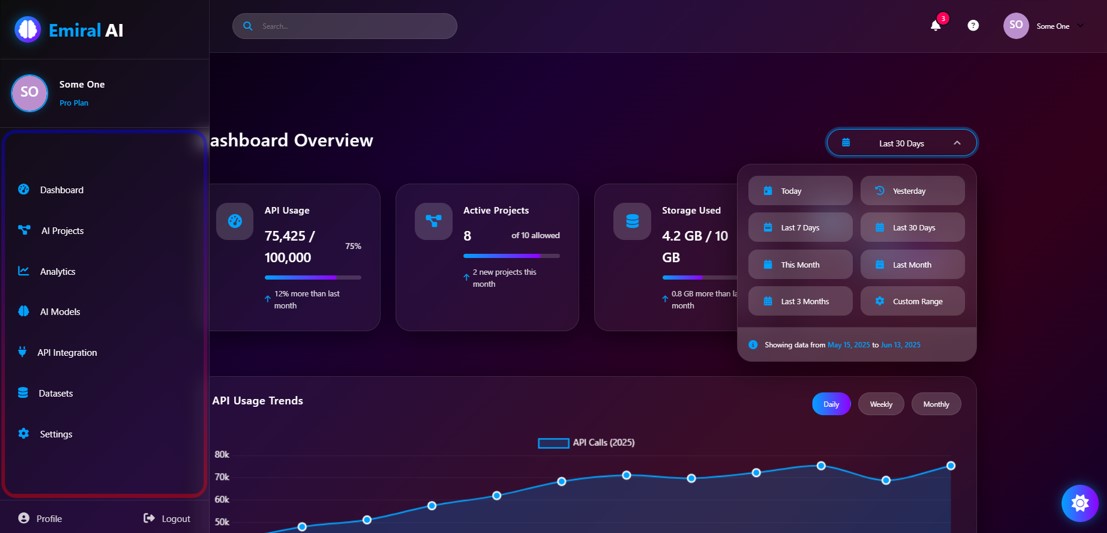 Emiral AI
Search...
3
SO
Some One
SO
Some One
Pro Plan
Dashboard
AI Projects
Analytics
AI Models
API Integration
Datasets
Settings
Profile
Logout
ashboard Overview
Last 30 Days
Today
Yesterday
Last 7 Days
Last 30 Days
This Month
Last Month
Last 3 Months
Custom Range
Showing data from May 15, 2025 to Jun 13, 2025
API Usage
75,425 /
100,000
75%
12% more than last
month
Active Projects
8
of 10 allowed
2 new projects this
month
Storage Used
4.2 GB / 10
GB
0.8 GB more than la
month
API Usage Trends
Daily
Weekly
Monthly
API Calls (2025)
80k
70k
60k
50k